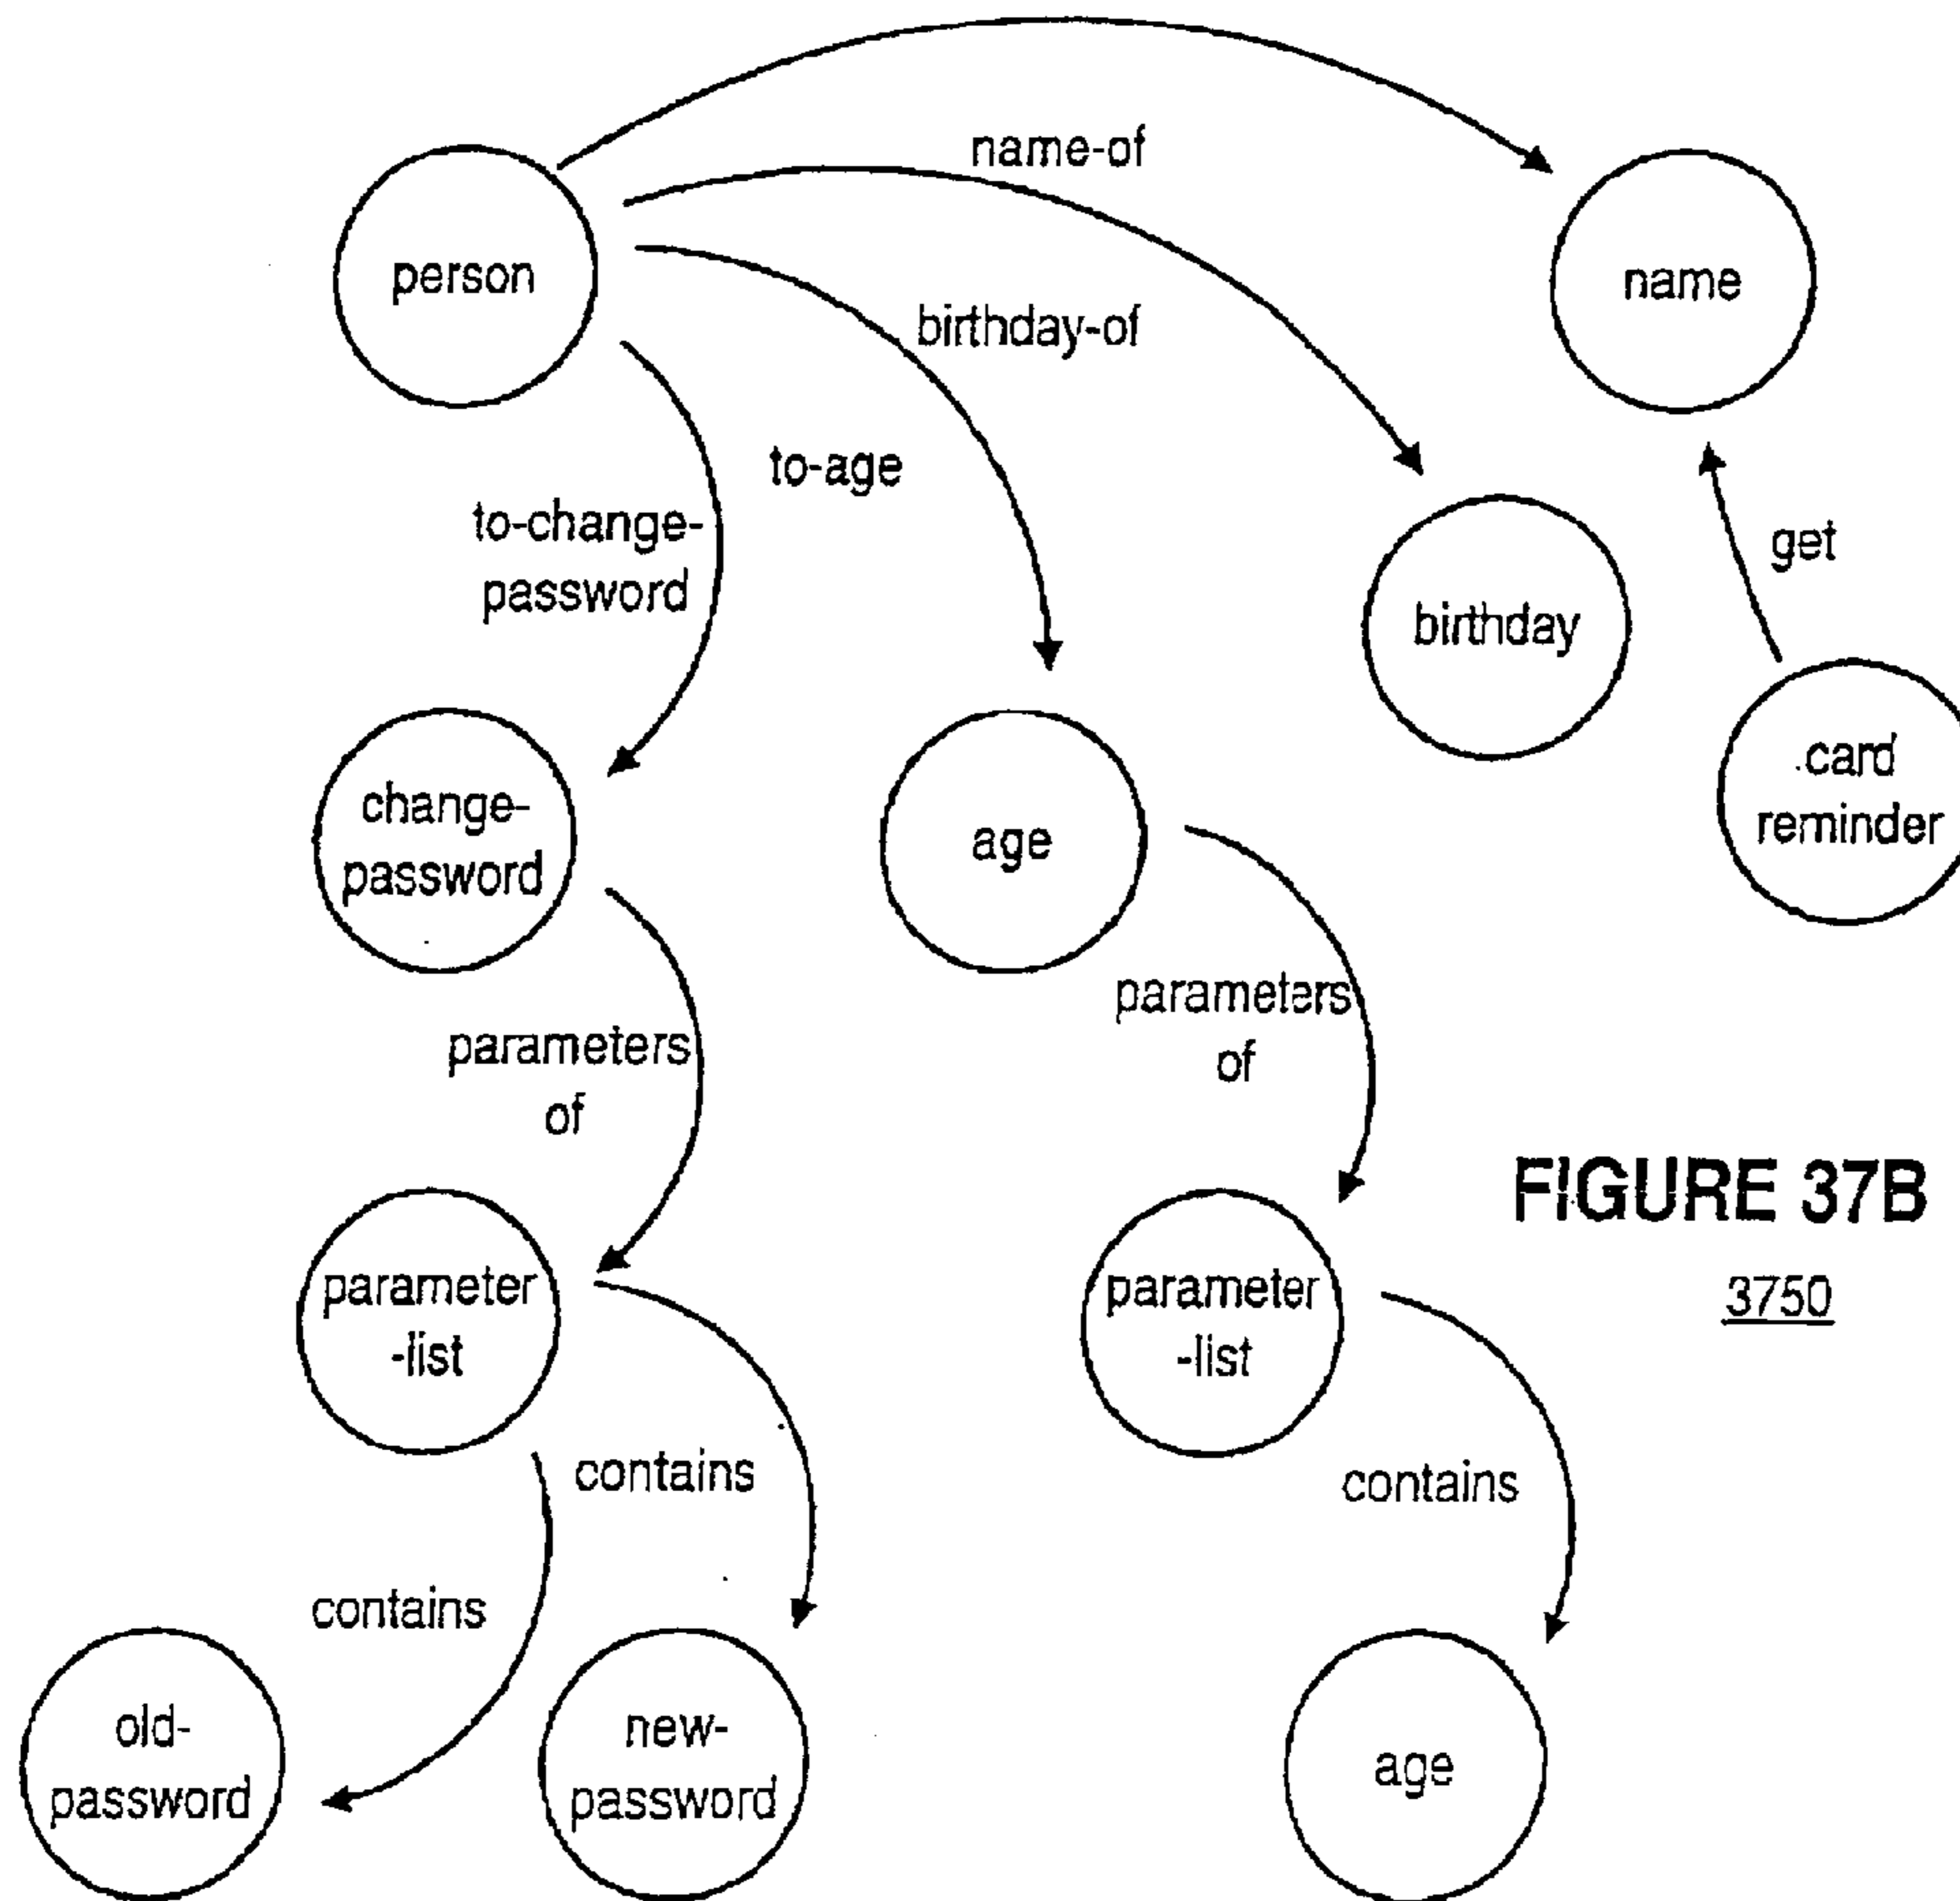 name-of
person
name
birthday-of
to-age
to-change-
password
get
birthday
card
reminder
change-
password
age
parameters
of
parameters
of
FIGURE 37B
3750
parameter
-list
parameter
-list
contains
contains
contains
old-
password
new-
password
age